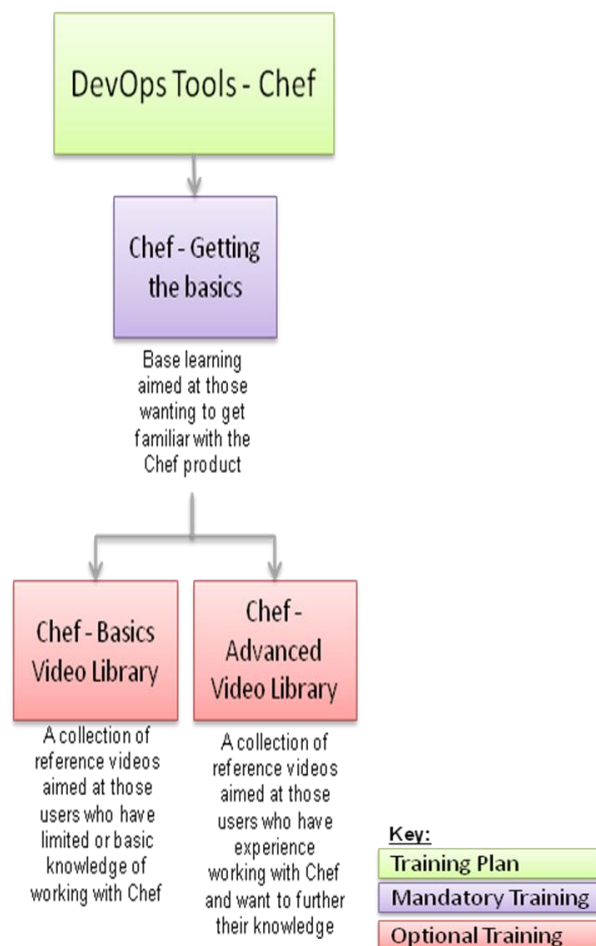 DevOps Tools - Chef
Chef - Getting
the basics
Base learning
aimed at those
wanting to get
familiar with the
Chef product
Chef - Basics
Video Library
A collection of
reference videos
aimed at those
users who have
limited or basic
knowledge of
working with Chef
Chef -
Advanced
Video Library
A collection of
reference videos
aimed at those
users who have
experience
working with Chef
and want to further
their knowledge
Key:
Training Plan
Mandatory Training
Optional Training